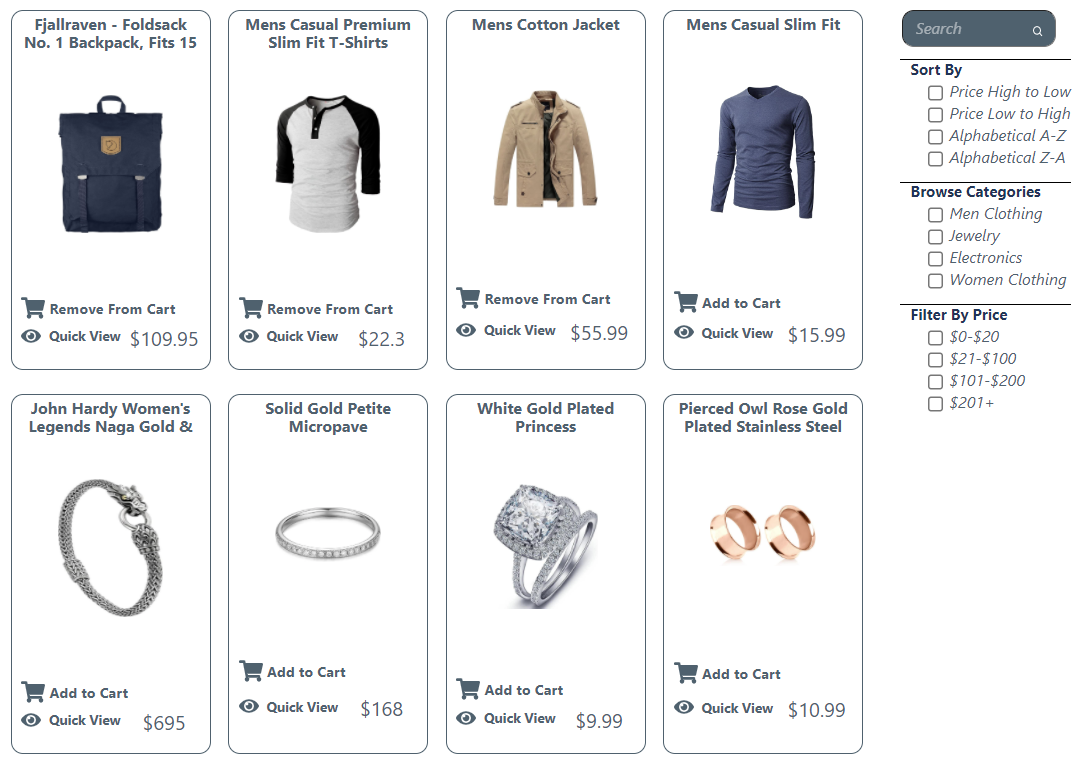 Fjallraven - Foldsack
No. 1 Backpack, Fits 15
Remove From Cart
Quick View $109.95
Mens Casual Premium
Slim Fit T-Shirts
Remove From Cart
Quick View $22.3
Mens Cotton Jacket
Remove From Cart
Quick View $55.99
Mens Casual Slim Fit
Add to Cart
Quick View $15.99
John Hardy Women's
Legends Naga Gold &
Add to Cart
Quick View $695
Solid Gold Petite
Micropave
Add to Cart
Quick View $168
White Gold Plated
Princess
Add to Cart
Quick View $9.99
Pierced Owl Rose Gold
Plated Stainless Steel
Add to Cart
Quick View $10.99
Search
Sort By
Price High to Low
Price Low to High
Alphabetical A-Z
Alphabetical Z-A
Browse Categories
Men Clothing
Jewelry
Electronics
Women Clothing
Filter By Price
$0-$20
$21-$100
$101-$200
$201+